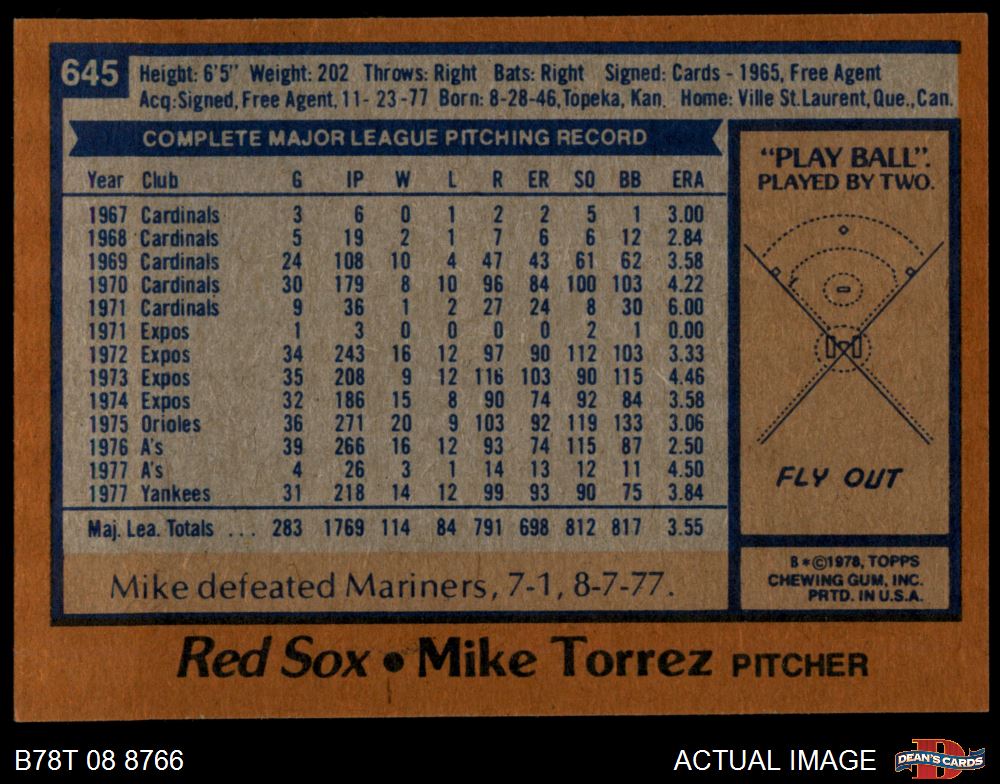 645
Height: 6'5" Weight: 202 Throws: Right Bats: Right Signed: Cards - 1965, Free Agent
Acq: Signed, Free Agent, 11-23-77 Born: 8-28-46, Topeka, Kan. Home: Ville St. Laurent, Que., Can.
COMPLETE MAJOR LEAGUE PITCHING RECORD
Year Club G IP W L R ER SO BB ERA
1967 Cardinals 3 6 0 1 2 2 5 1 3.00
1968 Cardinals 5 19 2 1 7 6 6 12 2.84
1969 Cardinals 24 108 10 4 47 43 61 62 3.58
1970 Cardinals 30 179 8 10 96 84 100 103 4.22
1971 Cardinals 9 36 1 2 27 24 8 30 6.00
1971 Expos 1 3 0 0 0 0 2 1 0.00
1972 Expos 34 243 16 12 97 90 112 103 3.33
1973 Expos 35 208 9 12 116 103 90 115 4.46
1974 Expos 32 186 15 8 90 74 92 84 3.58
1975 Orioles 36 271 20 9 103 92 119 133 3.06
1976 A's 39 266 16 12 93 74 115 87 2.50
1977 A's 4 26 3 1 14 13 12 11 4.50
1977 Yankees 31 218 14 12 99 93 90 75 3.84
Maj. Lea. Totals ... 283 1769 114 84 791 698 812 817 3.55
Mike defeated Mariners, 7-1, 8-7-77.
"PLAY BALL".
PLAYED BY TWO.
FLY OUT
B*©1978, TOPPS
CHEWING GUM, INC.
PRTD. IN U.S.A.
Red Sox • Mike Torrez PITCHER
B78T 08 8766
ACTUAL IMAGE
D
DEAN'S CARDS